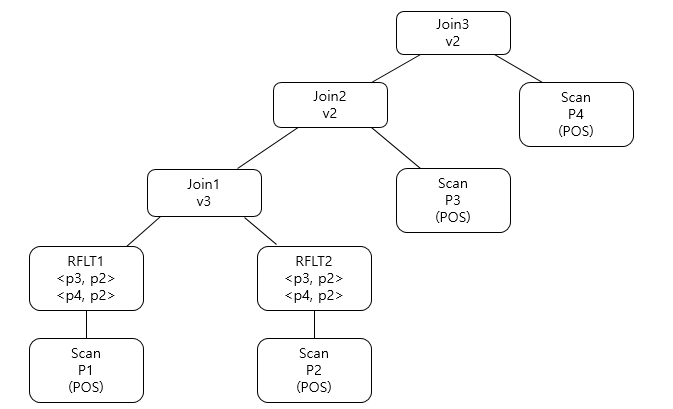 Join3
v2
Join2
v2
Scan
P4
(POS)
Join1
v3
Scan
P3
(POS)
RFLT1
<p3, p2>
<p4, p2>
RFLT2
<p3, p2>
<p4, p2>
Scan
P1
(POS)
Scan
P2
(POS)